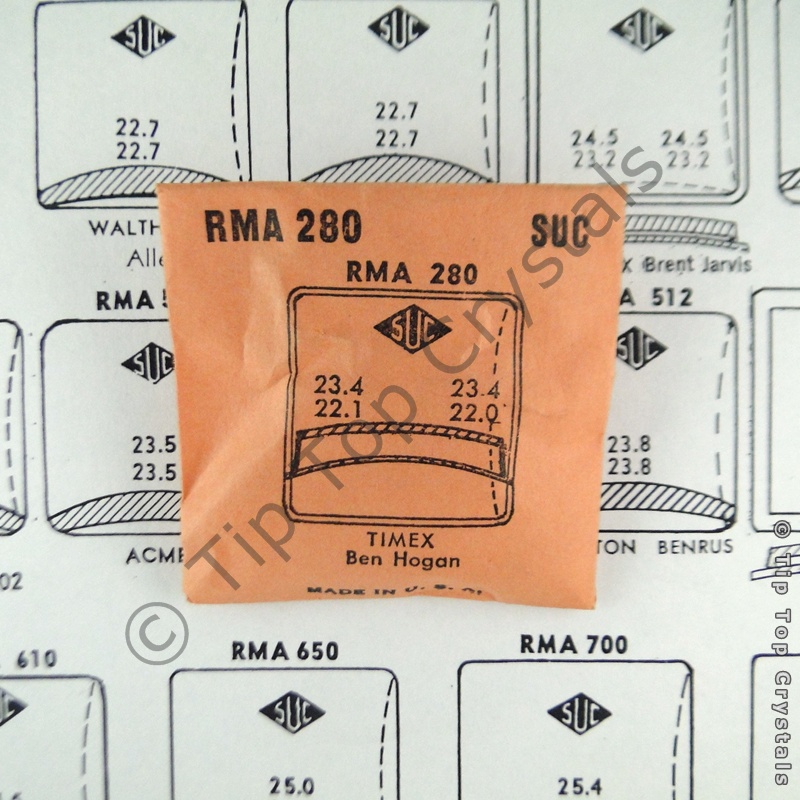 SUC
22.7
22.7
SUC
22.7
22.7
SUC
24.5 24.5
23.2 23.2
WALTH
Alle
Brent Jarvis
RMA 280 SUC
RMA 280
SUC
23.4 23.4
22.1 22.0
TIMEX
Ben Hogan
MADE IN U. S. A.
RMA
SUC
23.5
23.5
ACME
A 512
SUC
23.8
23.8
TON BENRUS
02
610
SUC
RMA 650
SUC
25.0
RMA 700
SUC
25.4
© Tip Top Crystals
© Tip Top Crystals